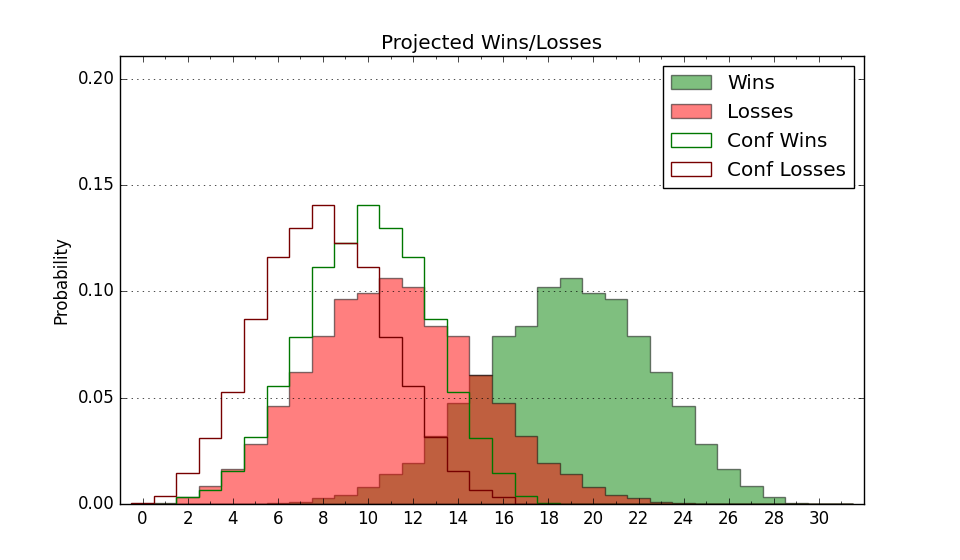 Projected Wins/Losses
0.20
0.15
0.10
0.05
0.00
Probability
Wins
Losses
Conf Wins
Conf Losses
0 2 4 6 8 10 12 14 16 18 20 22 24 26 28 30